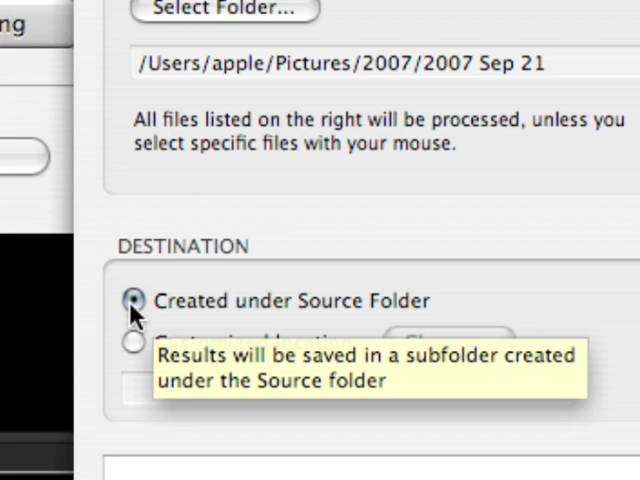 ng
Select Folder...
/Users/apple/Pictures/2007/2007 Sep 21
All files listed on the right will be processed, unless you
select specific files with your mouse.
DESTINATION
Created under Source Folder
Results will be saved in a subfolder created
under the Source folder